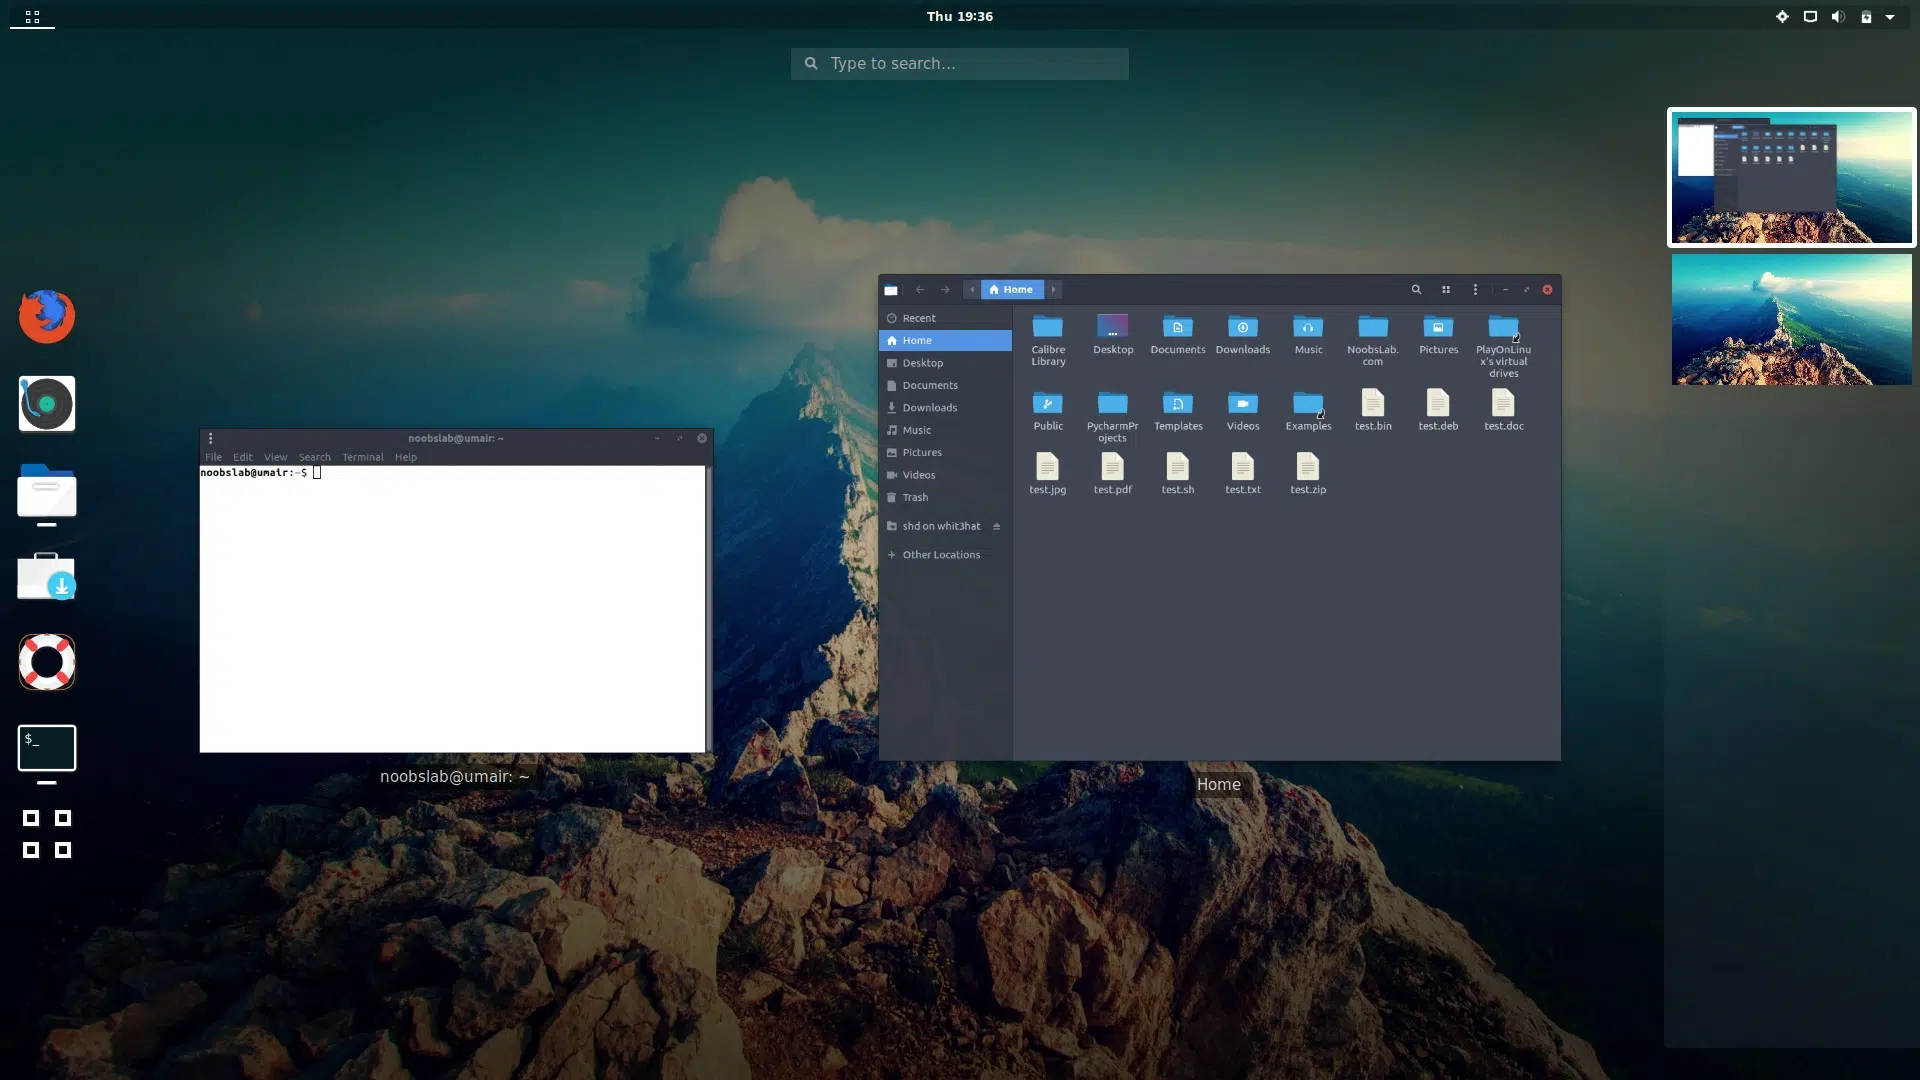 Thu 19:36
Type to search...
noobslab@umair: ~
File Edit View Search Terminal Help
noobslab@umair:~$
noobslab@umair: ~
$_
Home
Recent
Home
Desktop
Documents
Downloads
Music
Pictures
Videos
Trash
shd on whit3hat
Other Locations
Calibre
Library
Desktop
Documents
Downloads
Music
NoobsLab.
com
Pictures
PlayOnLinu
x's virtual
drives
Public
PycharmPr
ojects
Templates
Videos
Examples
test.bin
test.deb
test.doc
test.jpg
test.pdf
test.sh
test.txt
test.zip
Home